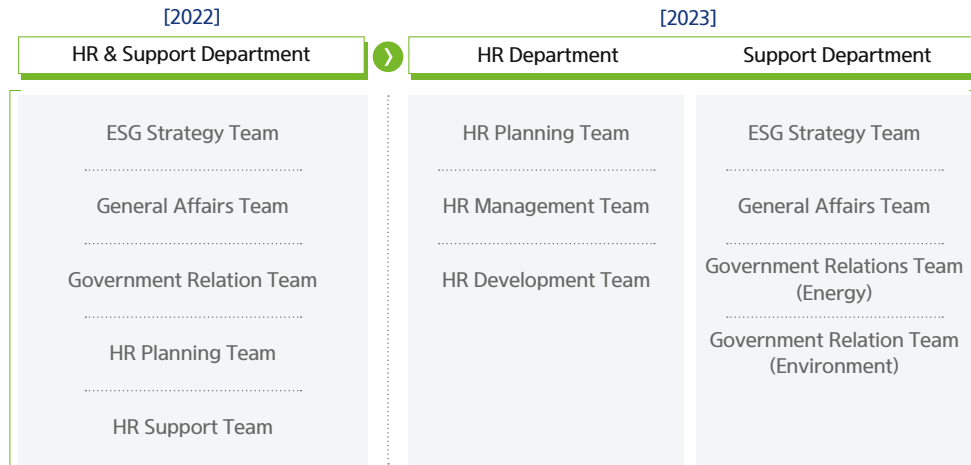 [2022]
HR & Support Department
ESG Strategy Team
General Affairs Team
Government Relation Team
HR Planning Team
HR Support Team
[2023]
HR Department
HR Planning Team
HR Management Team
HR Development Team
Support Department
ESG Strategy Team
General Affairs Team
Government Relations Team
(Energy)
Government Relation Team
(Environment)